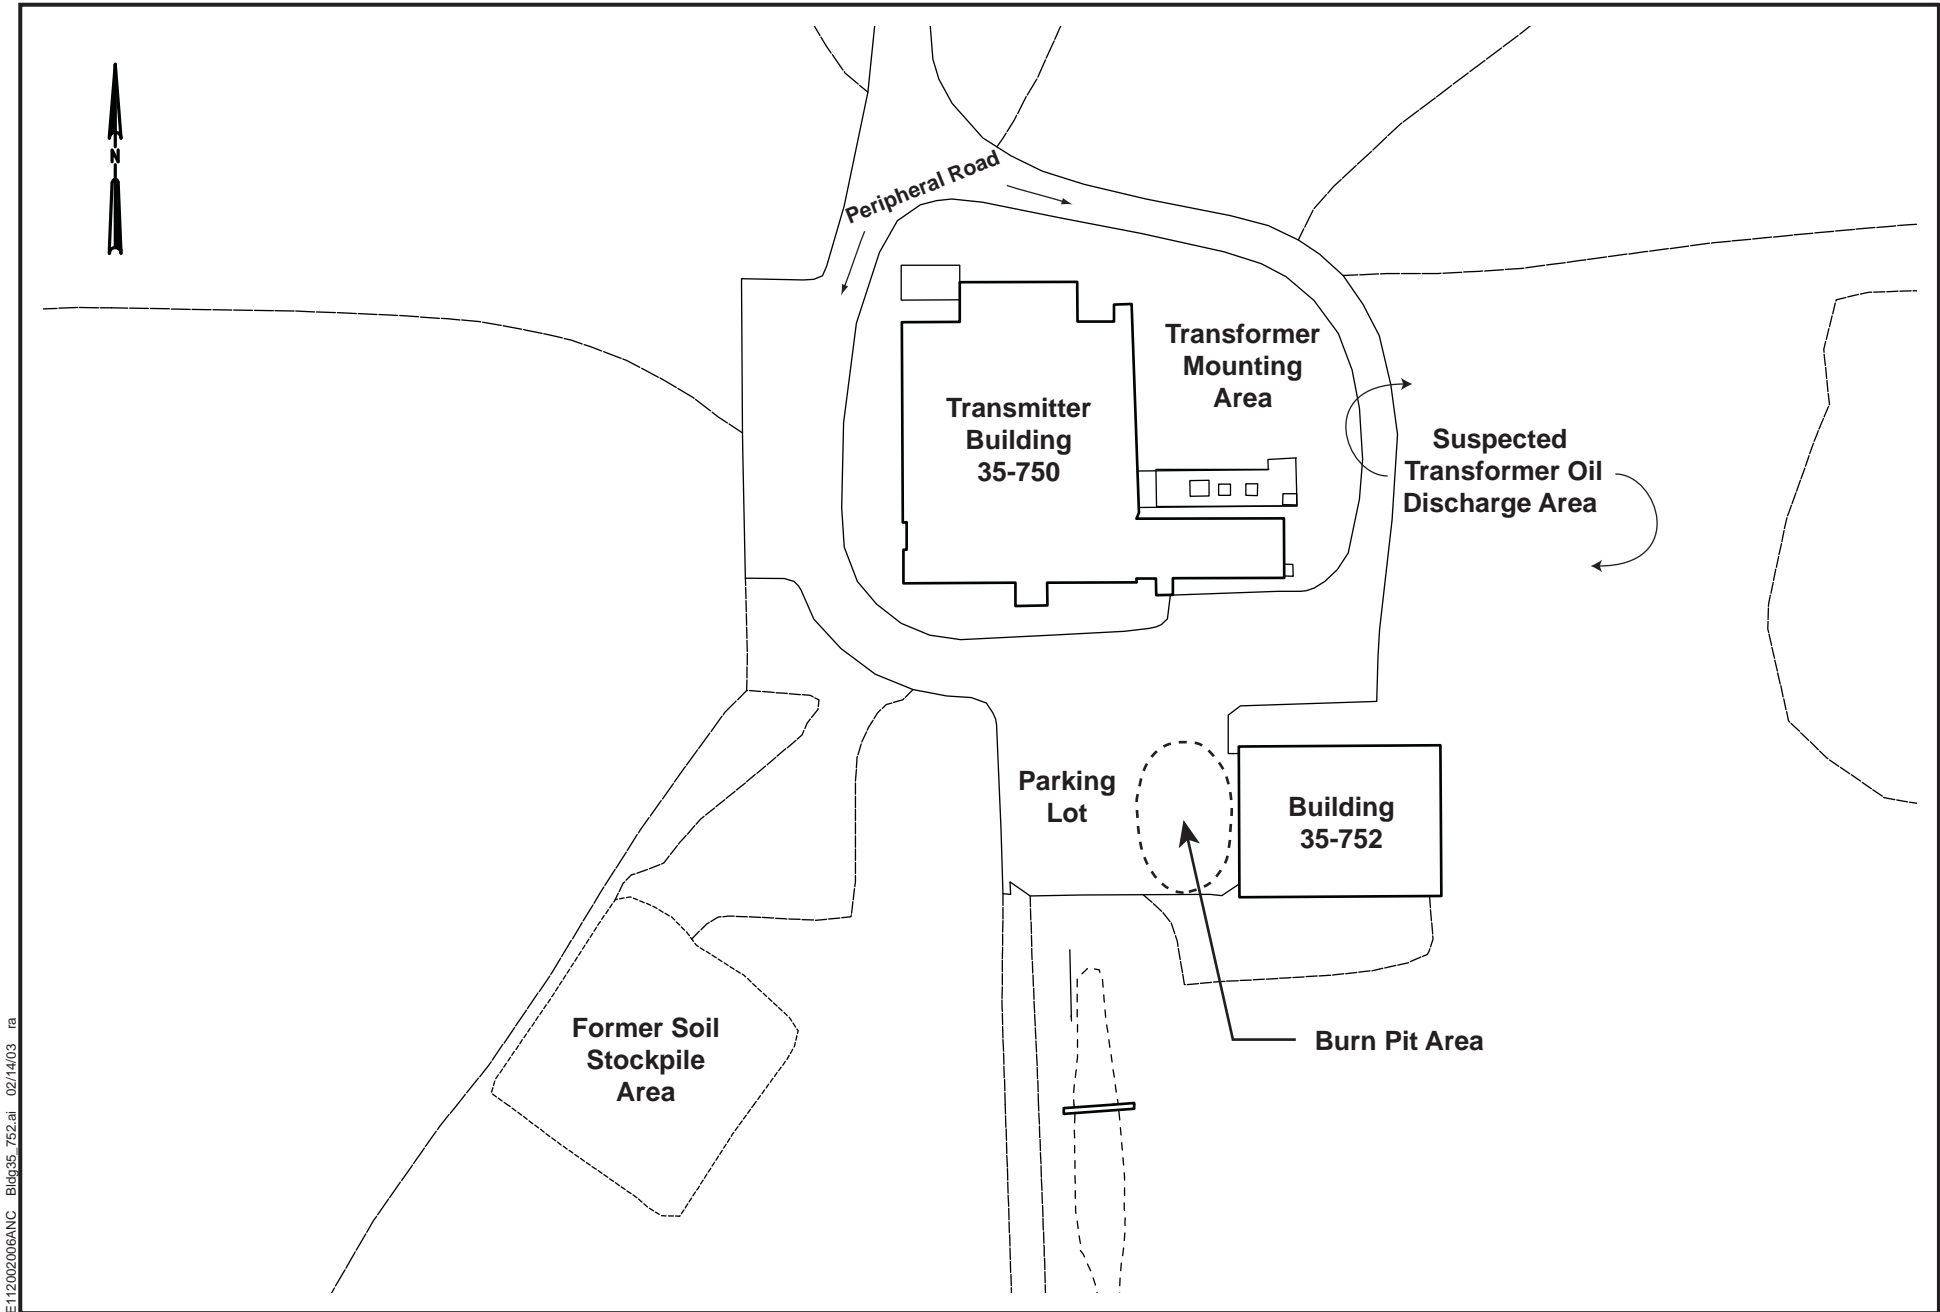 N
Peripheral Road
Transformer
Mounting
Area
Transmitter
Building
35-750
Suspected
Transformer Oil
Discharge Area
Parking
Lot
Building
35-752
Former Soil
Stockpile
Area
Burn Pit Area
E112002006ANC Bldg35_752.ai 02/14/03 ra